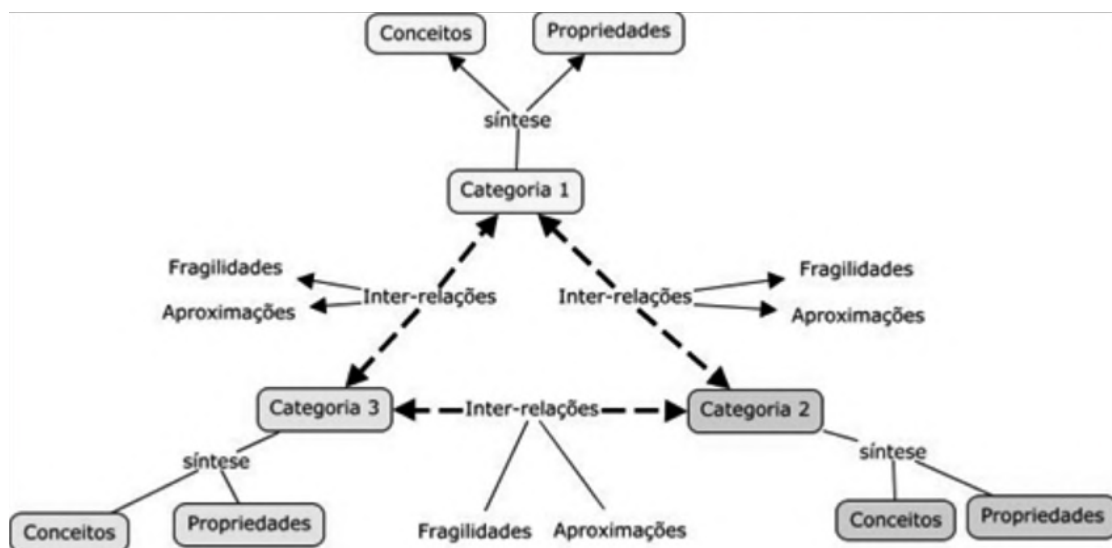 Conceitos
Propriedades
síntese
Categoria 1
Fragilidades
Inter-relações
Aproximações
Inter-relações
Fragilidades
Aproximações
Categoria 3
Inter-relações
Categoria 2
síntese
síntese
Conceitos
Propriedades
Fragilidades
Aproximações
Conceitos
Propriedades